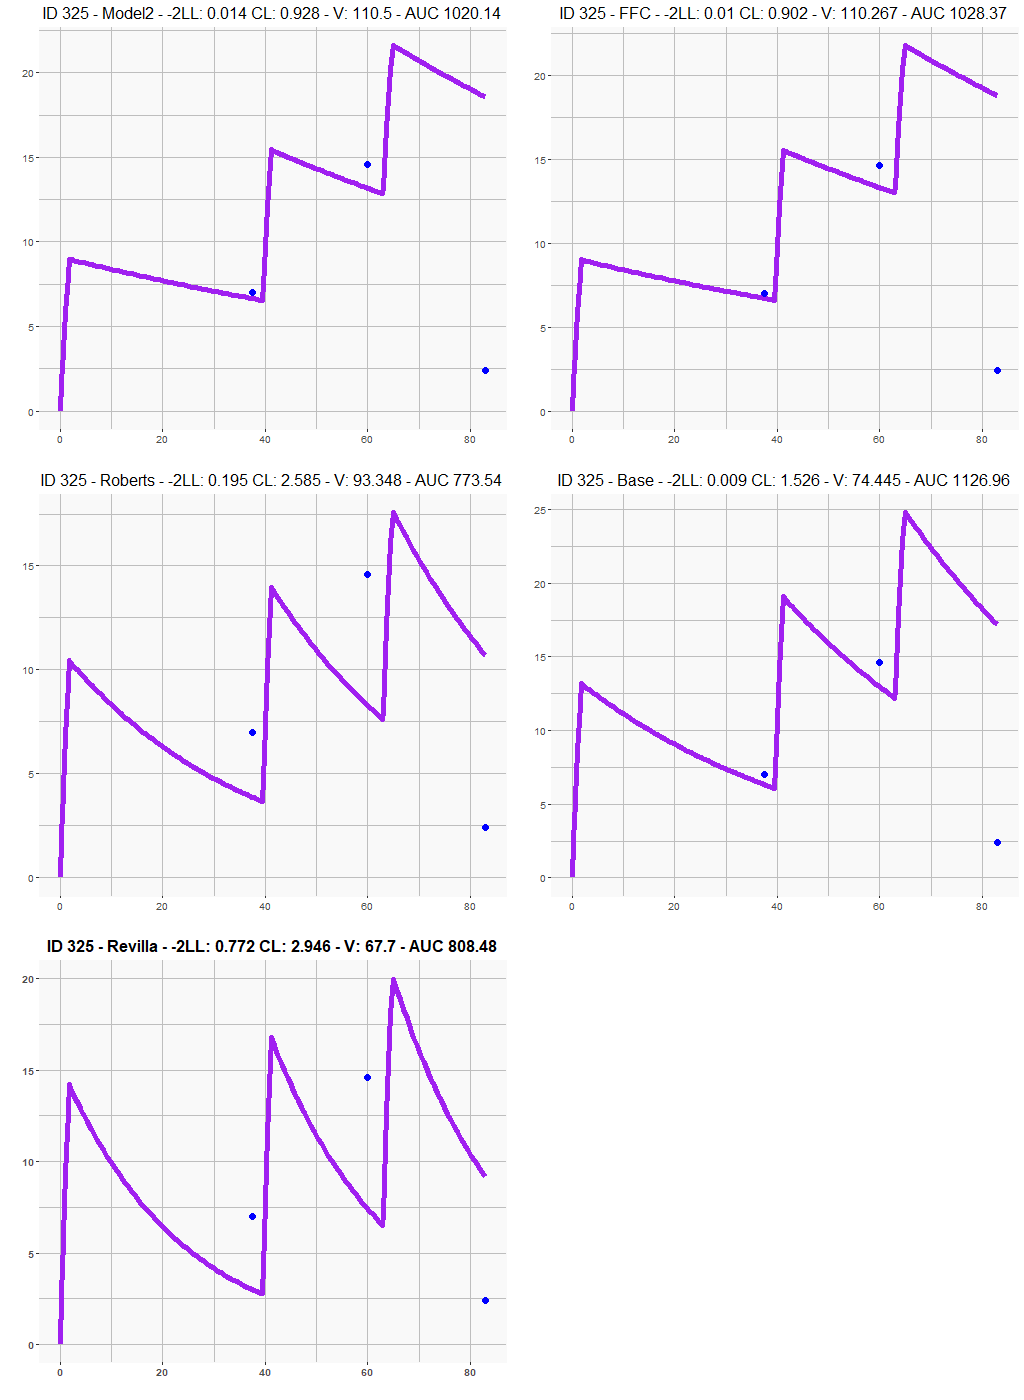 ID 325 - Model2 - -2LL: 0.014 CL: 0.928 - V: 110.5 - AUC 1020.14
20
15
10
5
0
0 20 40 60 80
ID 325 - FFC - -2LL: 0.01 CL: 0.902 - V: 110.267 - AUC 1028.37
20
15
10
5
0
0 20 40 60 80
ID 325 - Roberts - -2LL: 0.195 CL: 2.585 - V: 93.348 - AUC 773.54
15
10
5
0
0 20 40 60 80
ID 325 - Base - -2LL: 0.009 CL: 1.526 - V: 74.445 - AUC 1126.96
25
20
15
10
5
0
0 20 40 60 80
ID 325 - Revilla - -2LL: 0.772 CL: 2.946 - V: 67.7 - AUC 808.48
20
15
10
5
0
0 20 40 60 80